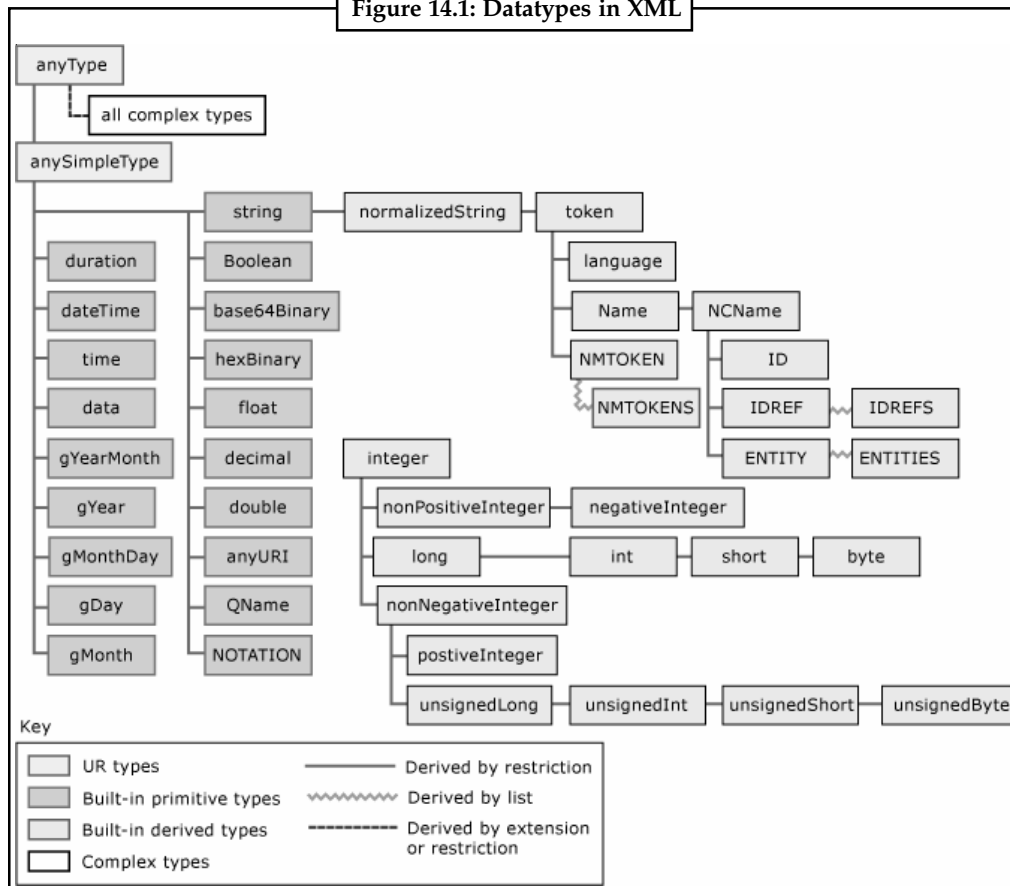 Figure 14.1: Datatypes in XML
anyType
all complex types
anySimpleType
string normalizedString token
duration Boolean language
dateTime base64Binary Name NCName
time hexBinary NMTOKEN ID
data float NMTOKENS IDREF IDREFS
gYearMonth decimal integer ENTITY ENTITIES
gYear double nonPositiveInteger negativeInteger
gMonthDay anyURI long int short byte
gDay QName nonNegativeInteger
gMonth NOTATION postiveInteger
unsignedLong unsignedInt unsignedShort unsignedByte
Key
UR types Derived by restriction
Built-in primitive types Derived by list
Built-in derived types Derived by extension
or restriction
Complex types